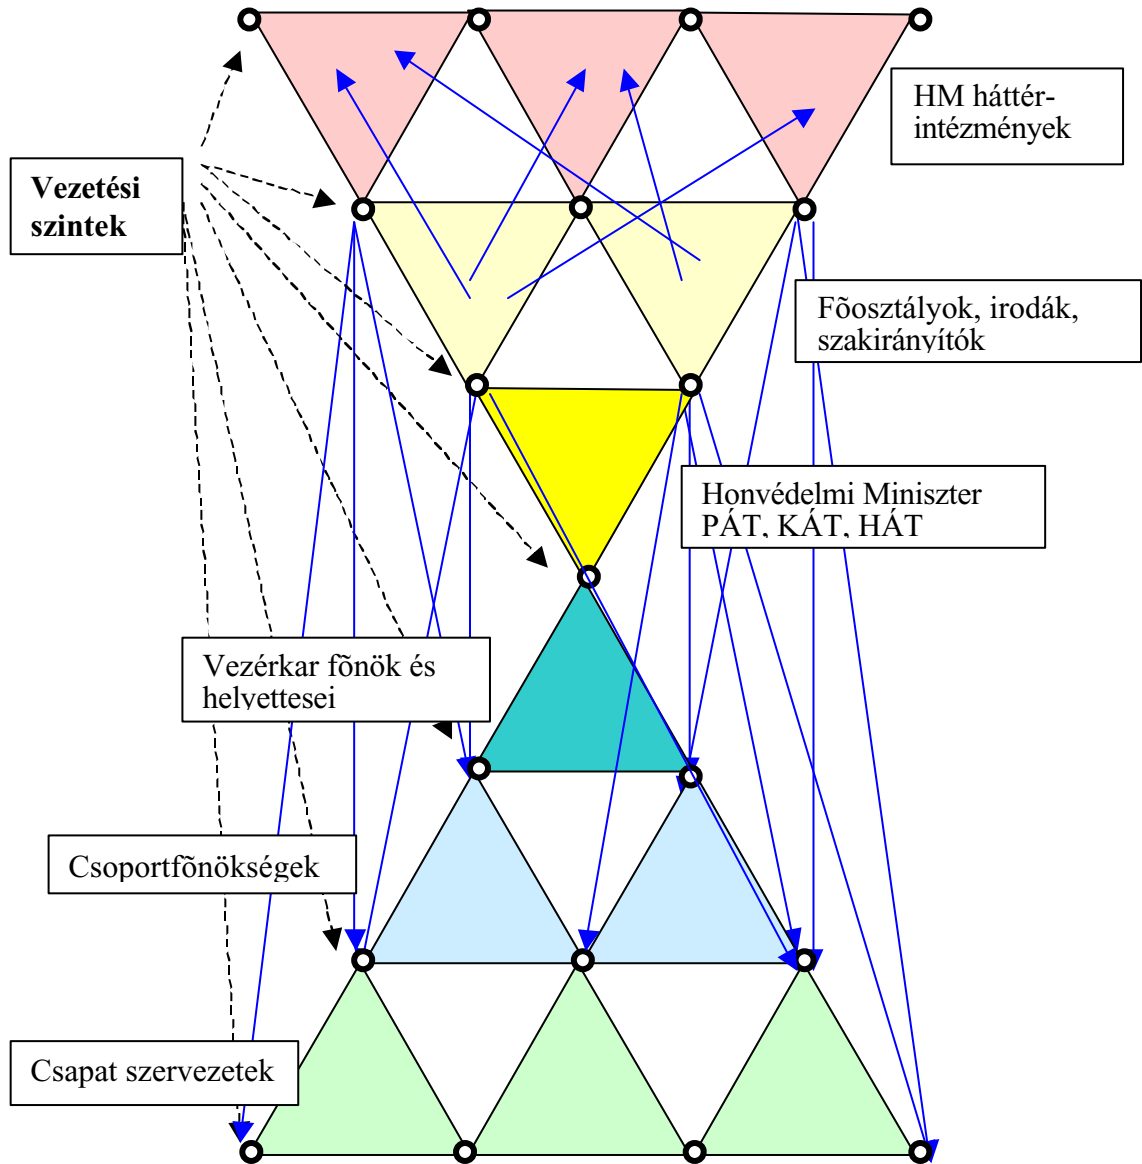 HM háttér-
intézmények
Vezetési
szintek
Fõosztályok, irodák,
szakirányítók
Honvédelmi Miniszter
PÁT, KÁT, HÁT
Vezérkar fõnök és
helyettesei
Csoportfõnökségek
Csapat szervezetek